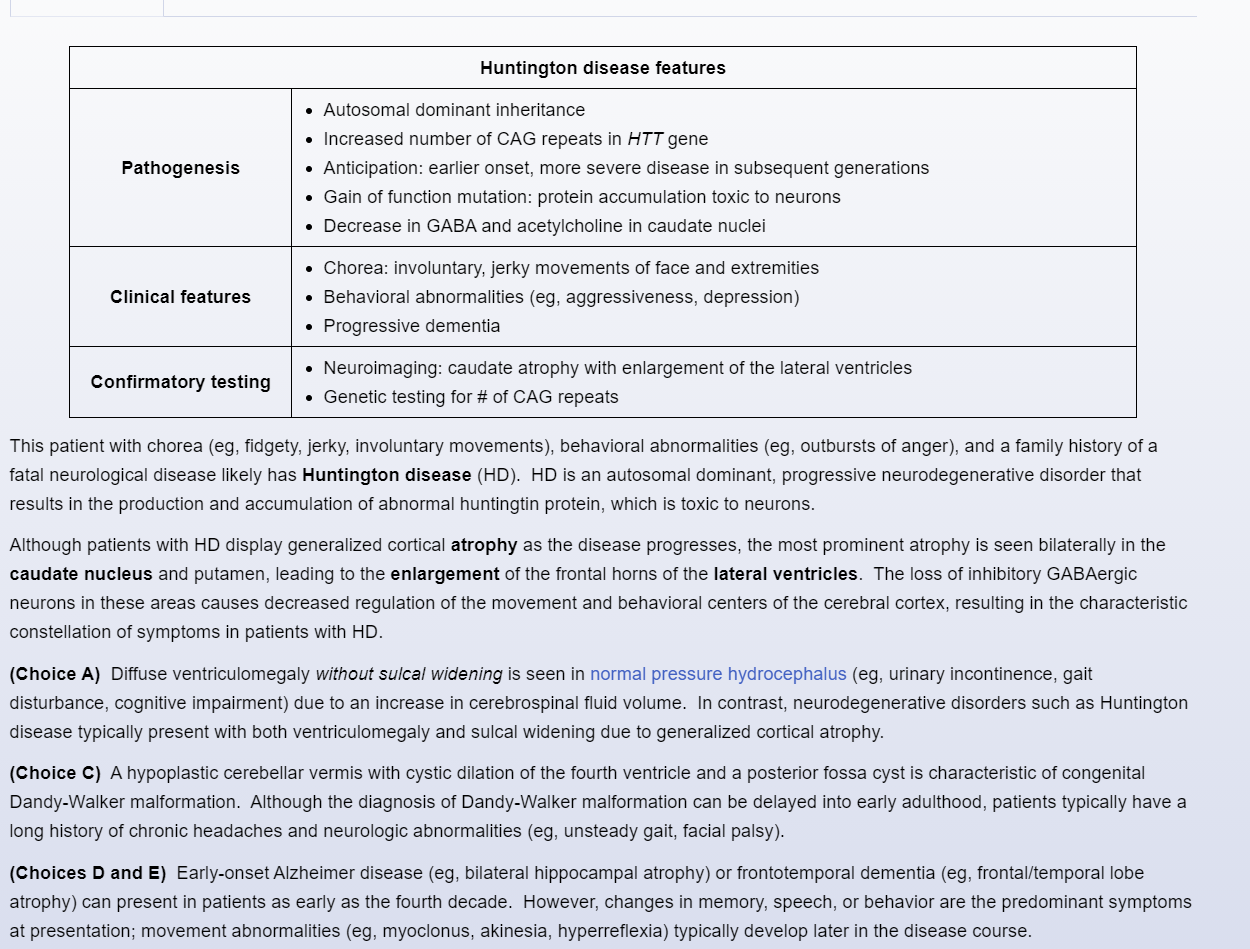 Huntington disease features
Pathogenesis
• Autosomal dominant inheritance
• Increased number of CAG repeats in HTT gene
• Anticipation: earlier onset, more severe disease in subsequent generations
• Gain of function mutation: protein accumulation toxic to neurons
• Decrease in GABA and acetylcholine in caudate nuclei
Clinical features
• Chorea: involuntary, jerky movements of face and extremities
• Behavioral abnormalities (eg, aggressiveness, depression)
• Progressive dementia
Confirmatory testing
• Neuroimaging: caudate atrophy with enlargement of the lateral ventricles
• Genetic testing for # of CAG repeats
This patient with chorea (eg, fidgety, jerky, involuntary movements), behavioral abnormalities (eg, outbursts of anger), and a family history of a
fatal neurological disease likely has Huntington disease (HD). HD is an autosomal dominant, progressive neurodegenerative disorder that
results in the production and accumulation of abnormal huntingtin protein, which is toxic to neurons.
Although patients with HD display generalized cortical atrophy as the disease progresses, the most prominent atrophy is seen bilaterally in the
caudate nucleus and putamen, leading to the enlargement of the frontal horns of the lateral ventricles. The loss of inhibitory GABAergic
neurons in these areas causes decreased regulation of the movement and behavioral centers of the cerebral cortex, resulting in the characteristic
constellation of symptoms in patients with HD.
(Choice A) Diffuse ventriculomegaly without sulcal widening is seen in normal pressure hydrocephalus (eg, urinary incontinence, gait
disturbance, cognitive impairment) due to an increase in cerebrospinal fluid volume. In contrast, neurodegenerative disorders such as Huntington
disease typically present with both ventriculomegaly and sulcal widening due to generalized cortical atrophy.
(Choice C) A hypoplastic cerebellar vermis with cystic dilation of the fourth ventricle and a posterior fossa cyst is characteristic of congenital
Dandy-Walker malformation. Although the diagnosis of Dandy-Walker malformation can be delayed into early adulthood, patients typically have a
long history of chronic headaches and neurologic abnormalities (eg, unsteady gait, facial palsy).
(Choices D and E) Early-onset Alzheimer disease (eg, bilateral hippocampal atrophy) or frontotemporal dementia (eg, frontal/temporal lobe
atrophy) can present in patients as early as the fourth decade. However, changes in memory, speech, or behavior are the predominant symptoms
at presentation; movement abnormalities (eg, myoclonus, akinesia, hyperreflexia) typically develop later in the disease course.